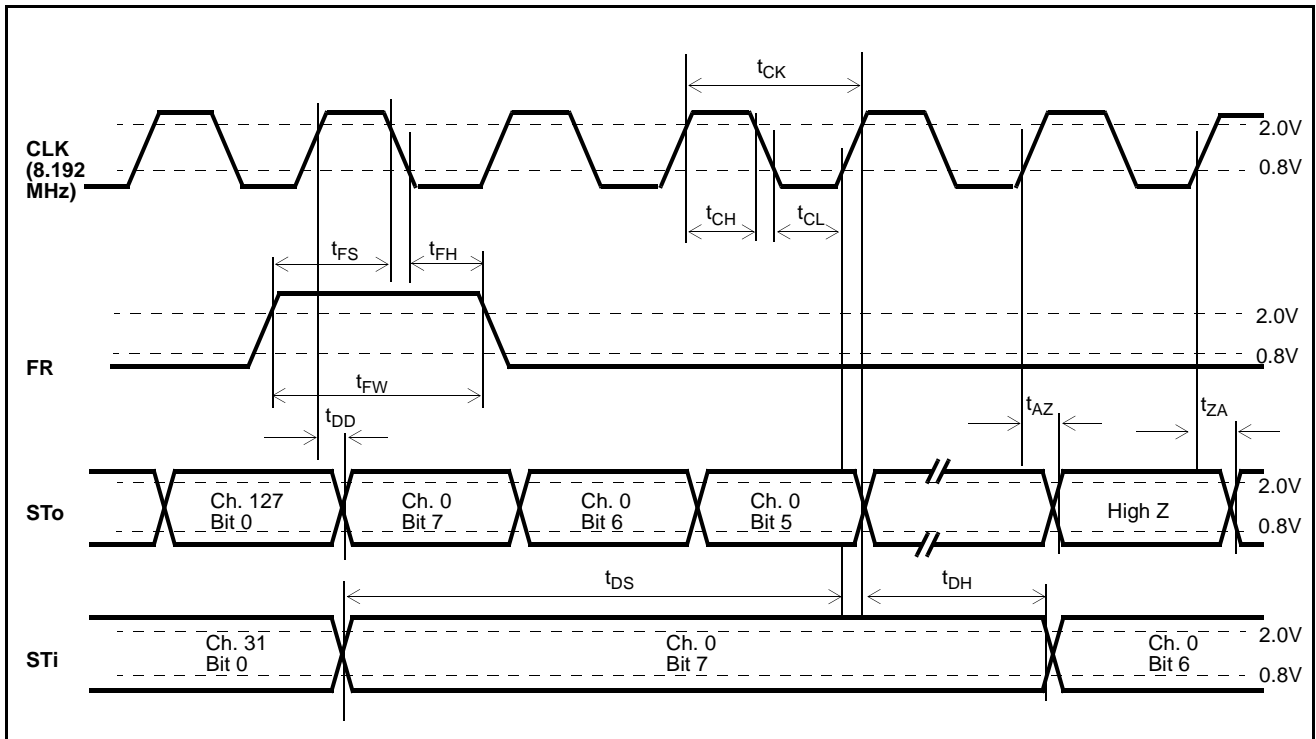 tCK
2.0V
CLK
(8.192
MHz)
0.8V
tCH
tCL
tFS
tFH
2.0V
0.8V
FR
tFW
tDD
tAZ
tZA
STo
Ch. 127
Bit 0
Ch. 0
Bit 7
Ch. 0
Bit 6
Ch. 0
Bit 5
High Z
2.0V
0.8V
tDS
tDH
STi
Ch. 31
Bit 0
Ch. 0
Bit 7
Ch. 0
Bit 6
2.0V
0.8V